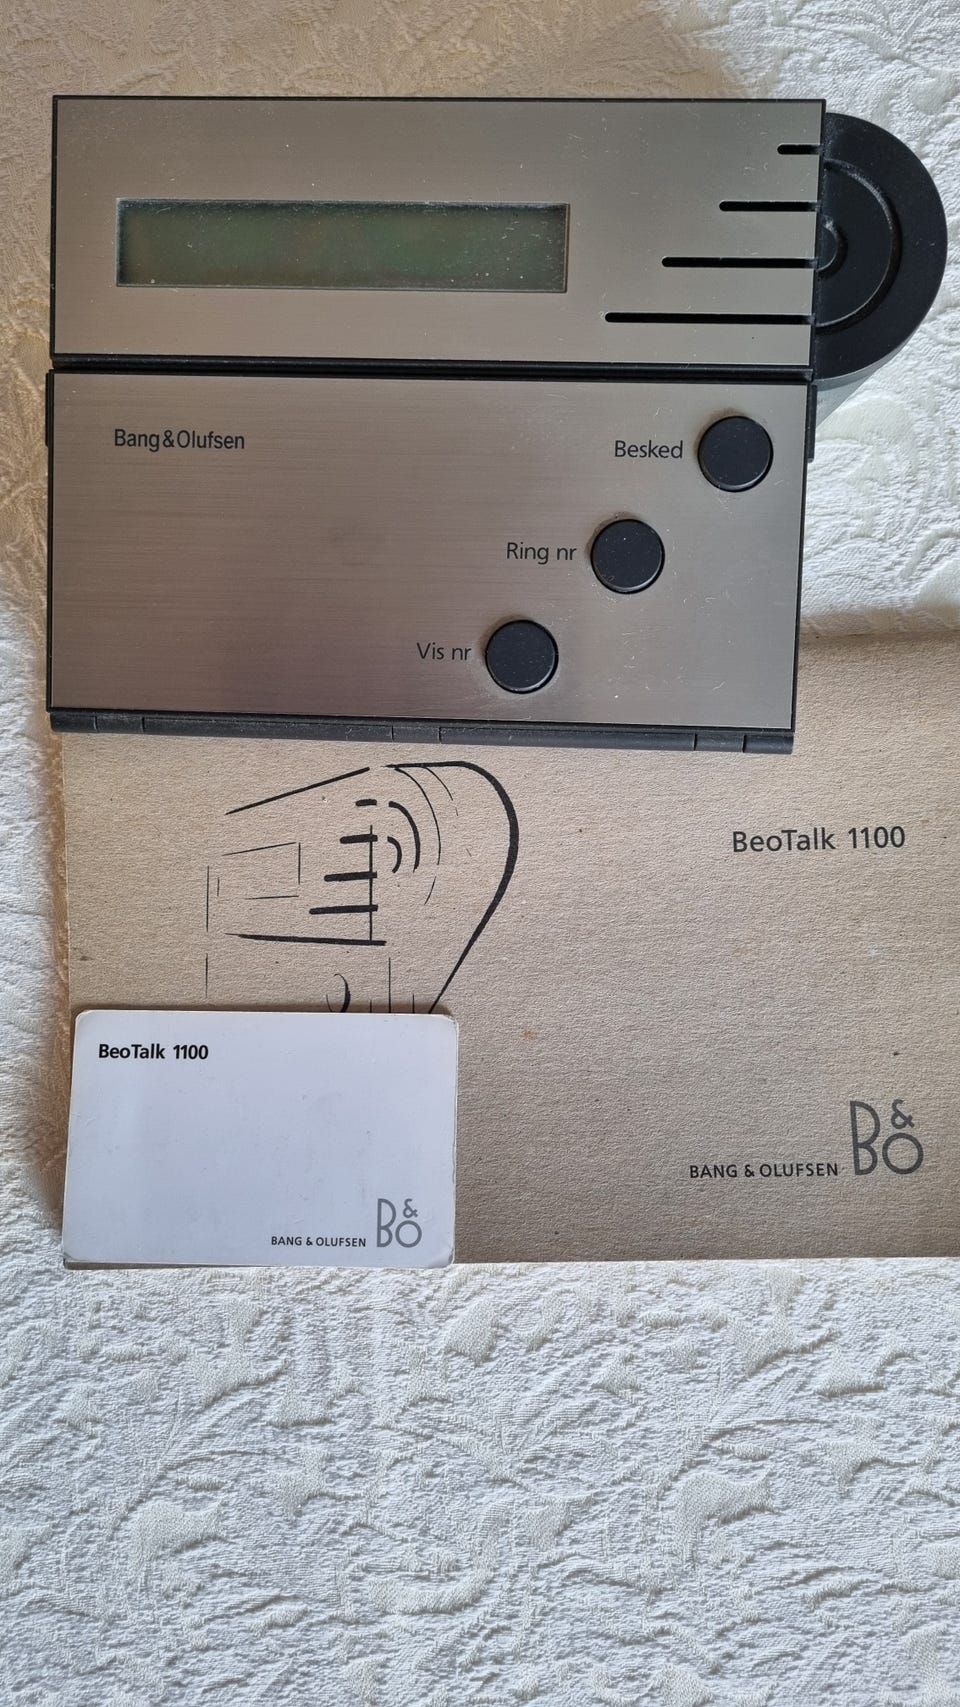 Bang&Olufsen
Besked
Ring nr
Vis nr
BeoTalk 1100
BeoTalk 1100
BANG & OLUFSEN B&O
BANG & OLUFSEN B&O